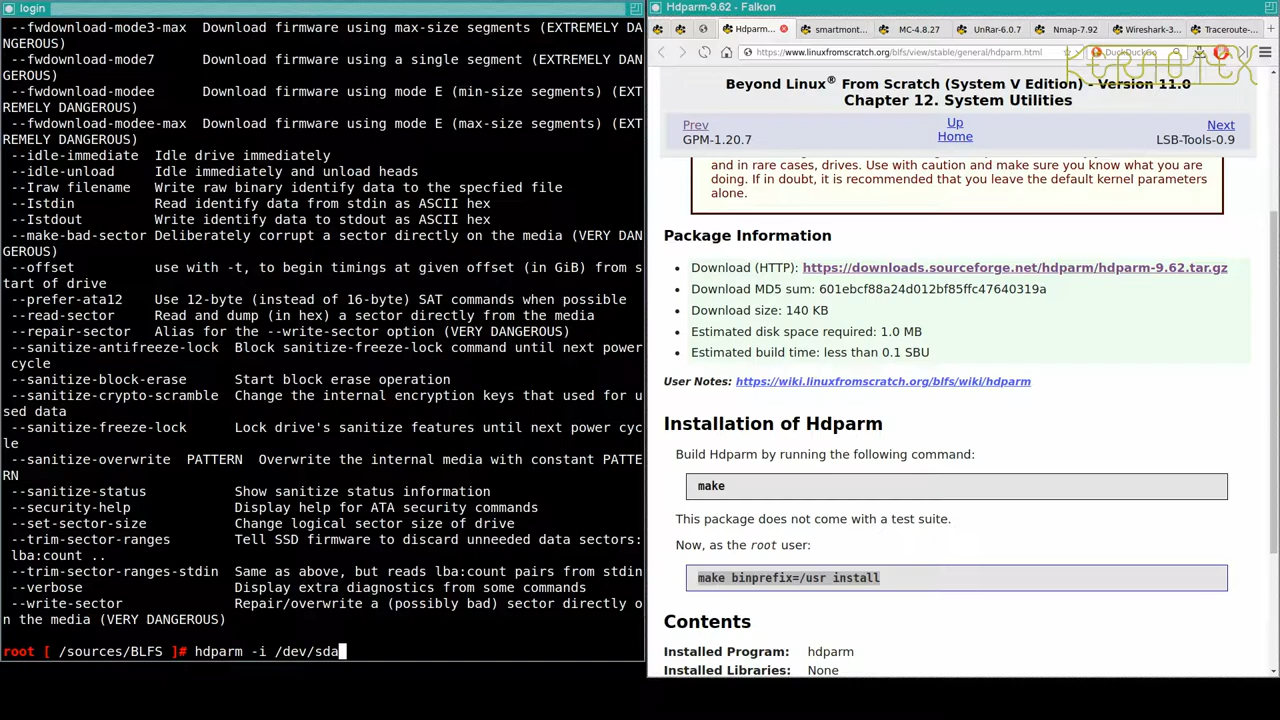 login
--fwdownload-mode3-max  Download firmware using max-size segments (EXTREMELY DA
NGEROUS)
--fwdownload-mode7      Download firmware using a single segment (EXTREMELY DAN
GEROUS)
--fwdownload-modee      Download firmware using mode E (min-size segments) (EXT
REMELY DANGEROUS)
--fwdownload-modee-max  Download firmware using mode E (max-size segments) (EXT
REMELY DANGEROUS)
--idle-immediate  Idle drive immediately
--idle-unload     Idle immediately and unload heads
--Iraw filename   Write raw binary identify data to the specfied file
--Istdin          Read identify data from stdin as ASCII hex
--Istdout         Write identify data to stdout as ASCII hex
--make-bad-sector Deliberately corrupt a sector directly on the media (VERY DAN
GEROUS)
--offset          use with -t, to begin timings at given offset (in GiB) from s
tart of drive
--prefer-ata12    Use 12-byte (instead of 16-byte) SAT commands when possible
--read-sector     Read and dump (in hex) a sector directly from the media
--repair-sector   Alias for the --write-sector option (VERY DANGEROUS)
--sanitize-antifreeze-lock  Block sanitize-freeze-lock command until next power
cycle
--sanitize-block-erase      Start block erase operation
--sanitize-crypto-scramble  Change the internal encryption keys that used for u
sed data
--sanitize-freeze-lock      Lock drive's sanitize features until next power cyc
le
--sanitize-overwrite  PATTERN  Overwrite the internal media with constant PATTE
RN
--sanitize-status           Show sanitize status information
--security-help             Display help for ATA security commands
--set-sector-size           Change logical sector size of drive
--trim-sector-ranges        Tell SSD firmware to discard unneeded data sectors:
lba:count ..
--trim-sector-ranges-stdin  Same as above, but reads lba:count pairs from stdin
--verbose                   Display extra diagnostics from some commands
--write-sector              Repair/overwrite a (possibly bad) sector directly o
n the media (VERY DANGEROUS)
root [ /sources/BLFS ]# hdparm -i /dev/sda
Hdparm-9.62 - Falkon
Hdparm... smartmont... MC-4.8.27 UnRar-6.0.7 Nmap-7.92 Wireshark-3... Traceroute-...
https://www.linuxfromscratch.org/blfs/view/stable/general/hdparm.html DuckDuckGo
KERNOTEX
Beyond Linux® From Scratch (System V Edition) - Version 11.0
Chapter 12. System Utilities
Prev Up Next
GPM-1.20.7 Home LSB-Tools-0.9
and in rare cases, drives. Use with caution and make sure you know what you are
doing. If in doubt, it is recommended that you leave the default kernel parameters
alone.
Package Information
• Download (HTTP): https://downloads.sourceforge.net/hdparm/hdparm-9.62.tar.gz
• Download MD5 sum: 601ebcf88a24d012bf85ffc47640319a
• Download size: 140 KB
• Estimated disk space required: 1.0 MB
• Estimated build time: less than 0.1 SBU
User Notes: https://wiki.linuxfromscratch.org/blfs/wiki/hdparm
Installation of Hdparm
Build Hdparm by running the following command:
make
This package does not come with a test suite.
Now, as the root user:
make binprefix=/usr install
Contents
Installed Program: hdparm
Installed Libraries: None